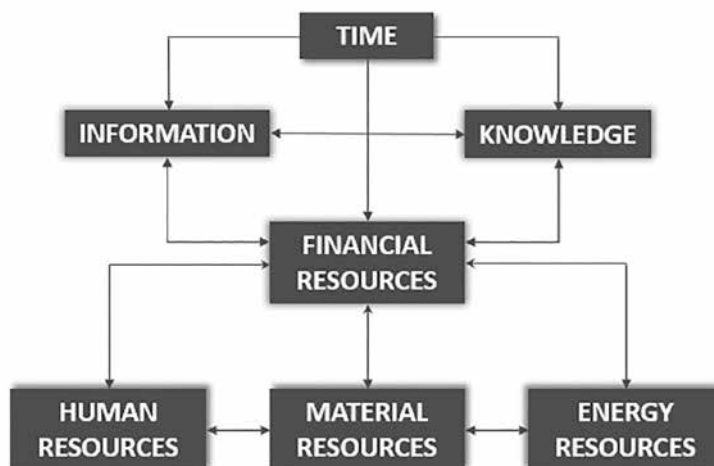 TIME
INFORMATION
KNOWLEDGE
FINANCIAL
RESOURCES
HUMAN
RESOURCES
MATERIAL
RESOURCES
ENERGY
RESOURCES